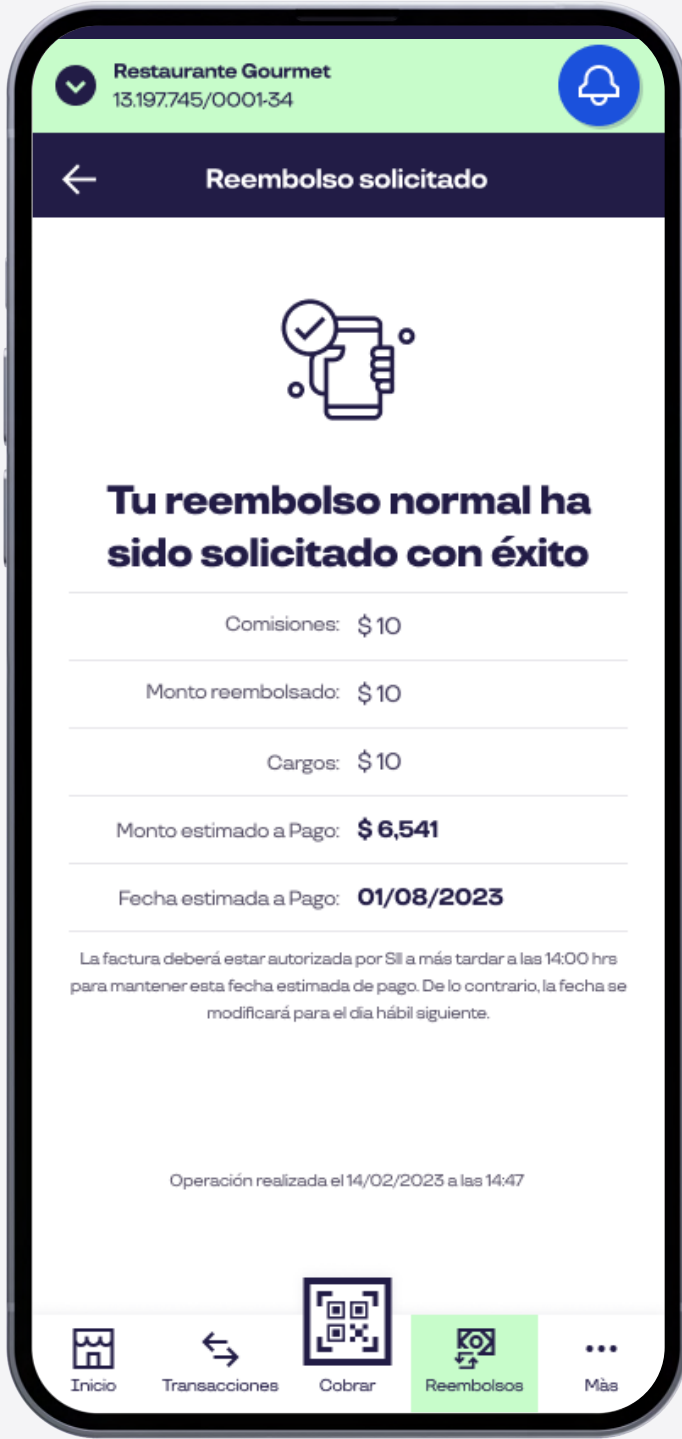 Restaurante Gourmet
13.197.745/0001-34
Reembolso solicitado
Tu reembolso normal ha
sido solicitado con éxito
Comisiones: $ 10
Monto reembolsado: $ 10
Cargos: $ 10
Monto estimado a Pago: $ 6,541
Fecha estimada a Pago: 01/08/2023
La factura deberá estar autorizada por SII a más tardar a las 14:00 hrs
para mantener esta fecha estimada de pago. De lo contrario, la fecha se
modificará para el dia hábil siguiente.
Operación realizada el 14/02/2023 a las 14:47
Inicio Transacciones Cobrar Reembolsos Màs